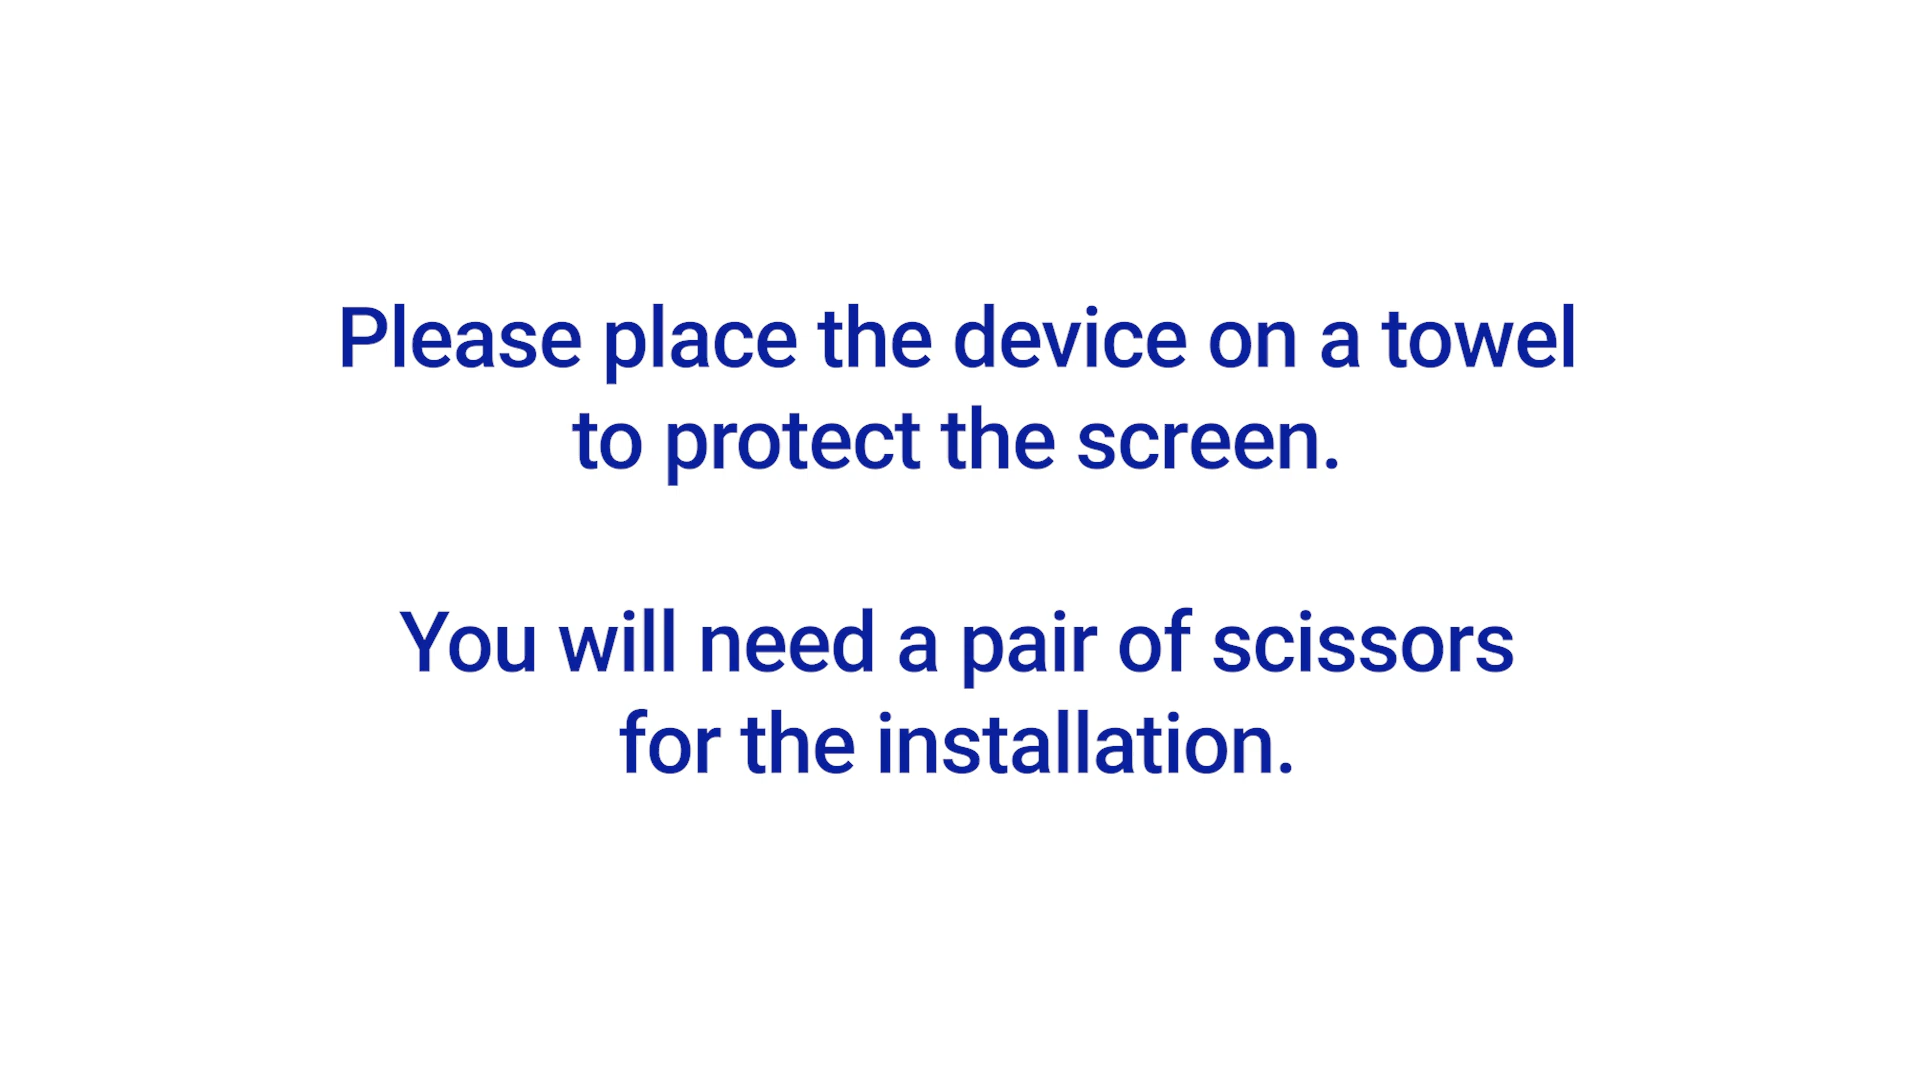 Please place the device on a towel
to protect the screen.
You will need a pair of scissors
for the installation.